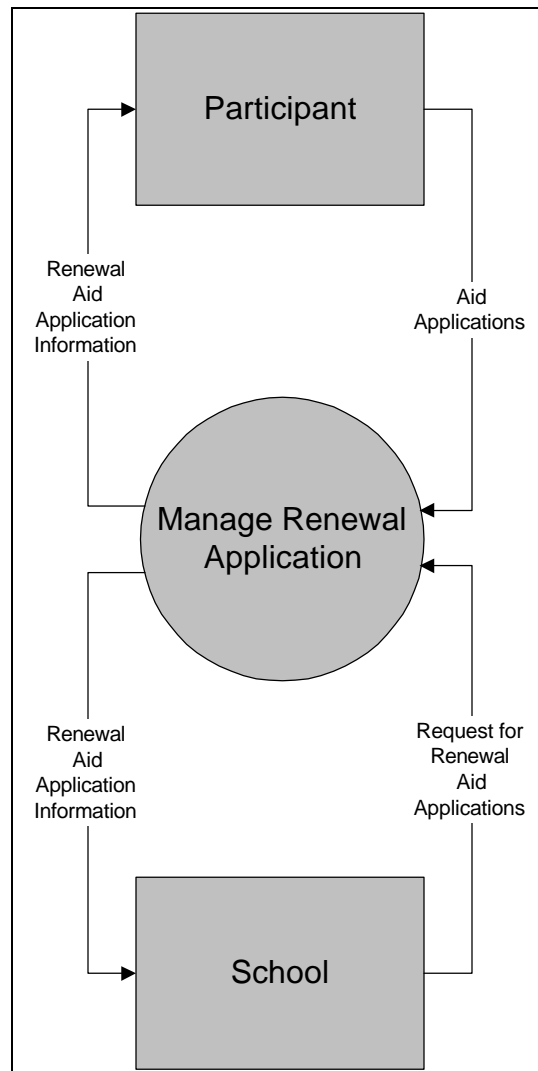 Participant
Renewal
Aid
Application
Information
Aid
Applications
Manage Renewal
Application
Renewal
Aid
Application
Information
Request for
Renewal
Aid
Applications
School